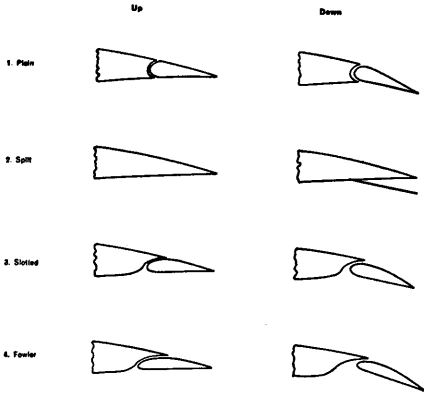 Up Down
1. Plain
2. Split
3. Slotted
4. Fowler